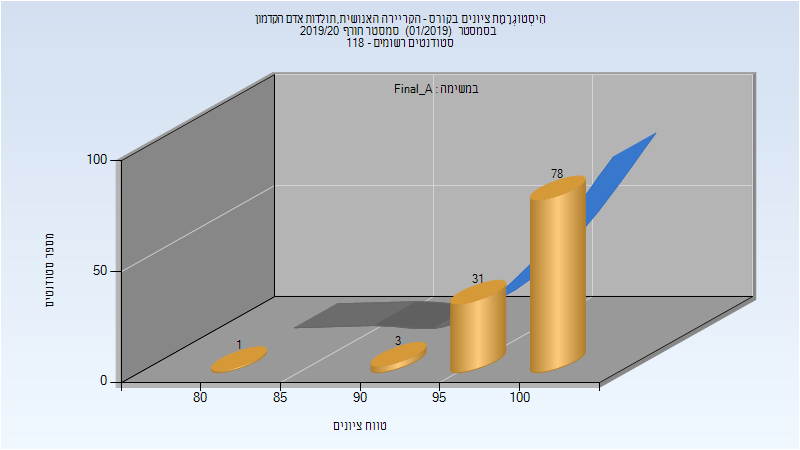 היסטוגרמת ציונים בקורס - הקריירה האנושית,תולדות אדם הקדמון
בסמסטר (01/2019) סמסטר חורף 2019/20
סטודנטים רשומים - 118
במשימה : Final_A
100
50
0
מספר סטודנטים
1
3
31
78
80
85
90
95
100
טווח ציונים